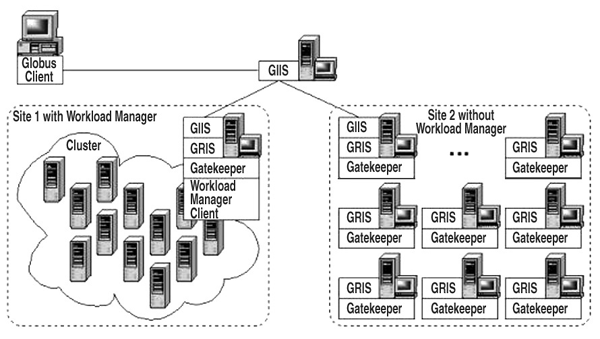 Globus
Client
GIIS
Site 1 with Workload Manager
Cluster
GIIS
GRIS
Gatekeeper
Workload
Manager
Client
Site 2 without
Workload Manager
GIIS
GRIS
Gatekeeper
...
GRIS
Gatekeeper
GRIS
Gatekeeper
GRIS
Gatekeeper
GRIS
Gatekeeper
GRIS
Gatekeeper
GRIS
Gatekeeper
GRIS
Gatekeeper